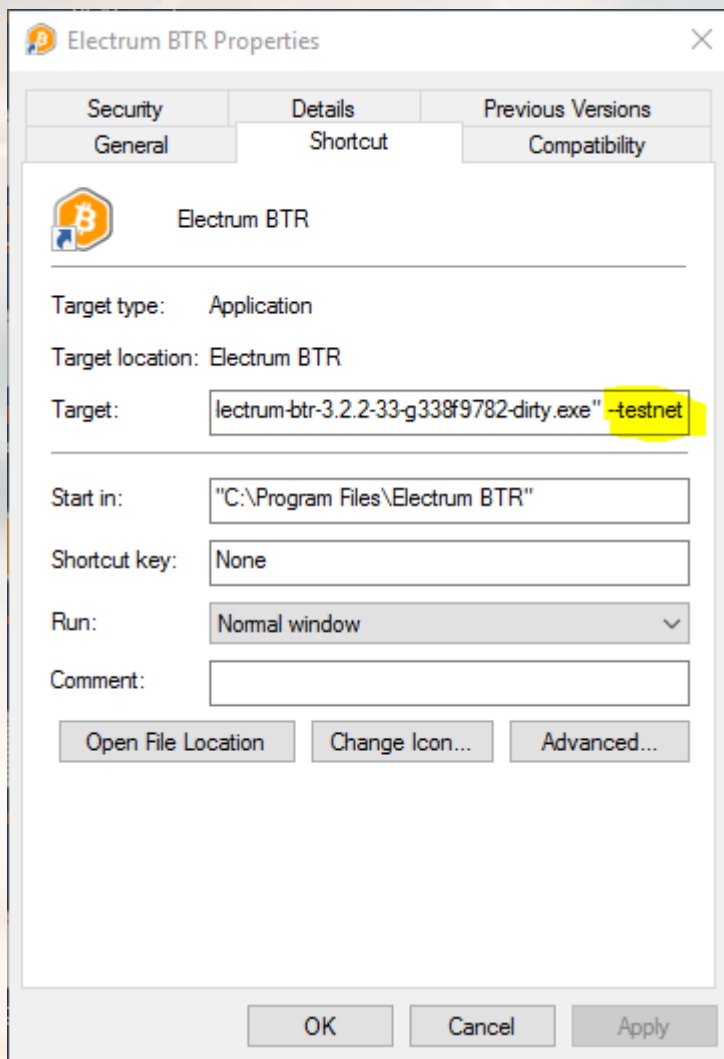 Electrum BTR Properties
Security Details Previous Versions
General Shortcut Compatibility
Electrum BTR
Target type: Application
Target location: Electrum BTR
Target: lectrum-btr-3.2.2-33-g338f9782-dirty.exe" --testnet
Start in: "C:\Program Files\Electrum BTR"
Shortcut key: None
Run: Normal window
Comment:
Open File Location Change Icon... Advanced...
OK Cancel Apply